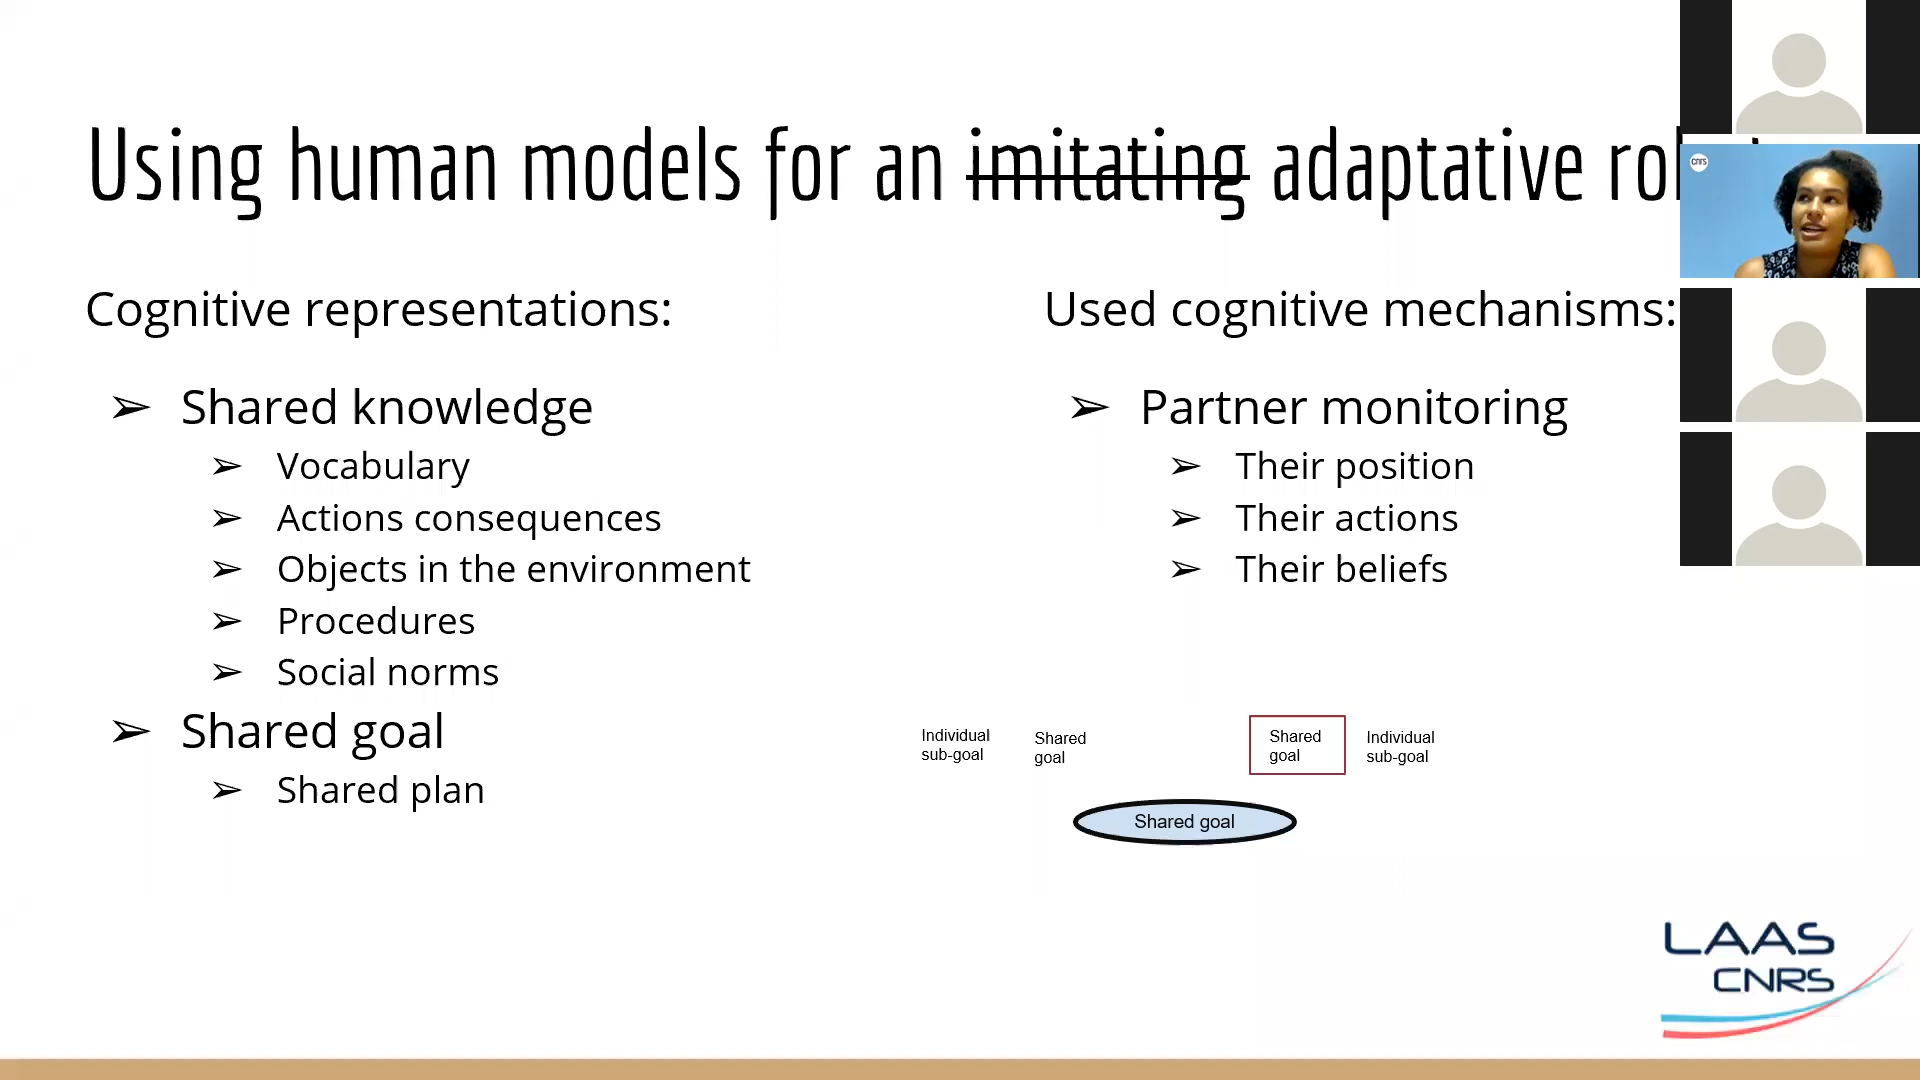 Using human models for an imitating adaptative
Cognitive representations:
➢ Shared knowledge
➢ Vocabulary
➢ Actions consequences
➢ Objects in the environment
➢ Procedures
➢ Social norms
➢ Shared goal
➢ Shared plan
Used cognitive mechanisms:
➢ Partner monitoring
➢ Their position
➢ Their actions
➢ Their beliefs
Individual
sub-goal
Shared
goal
Shared
goal
Individual
sub-goal
Shared goal
cnrs
LAAS
CNRS